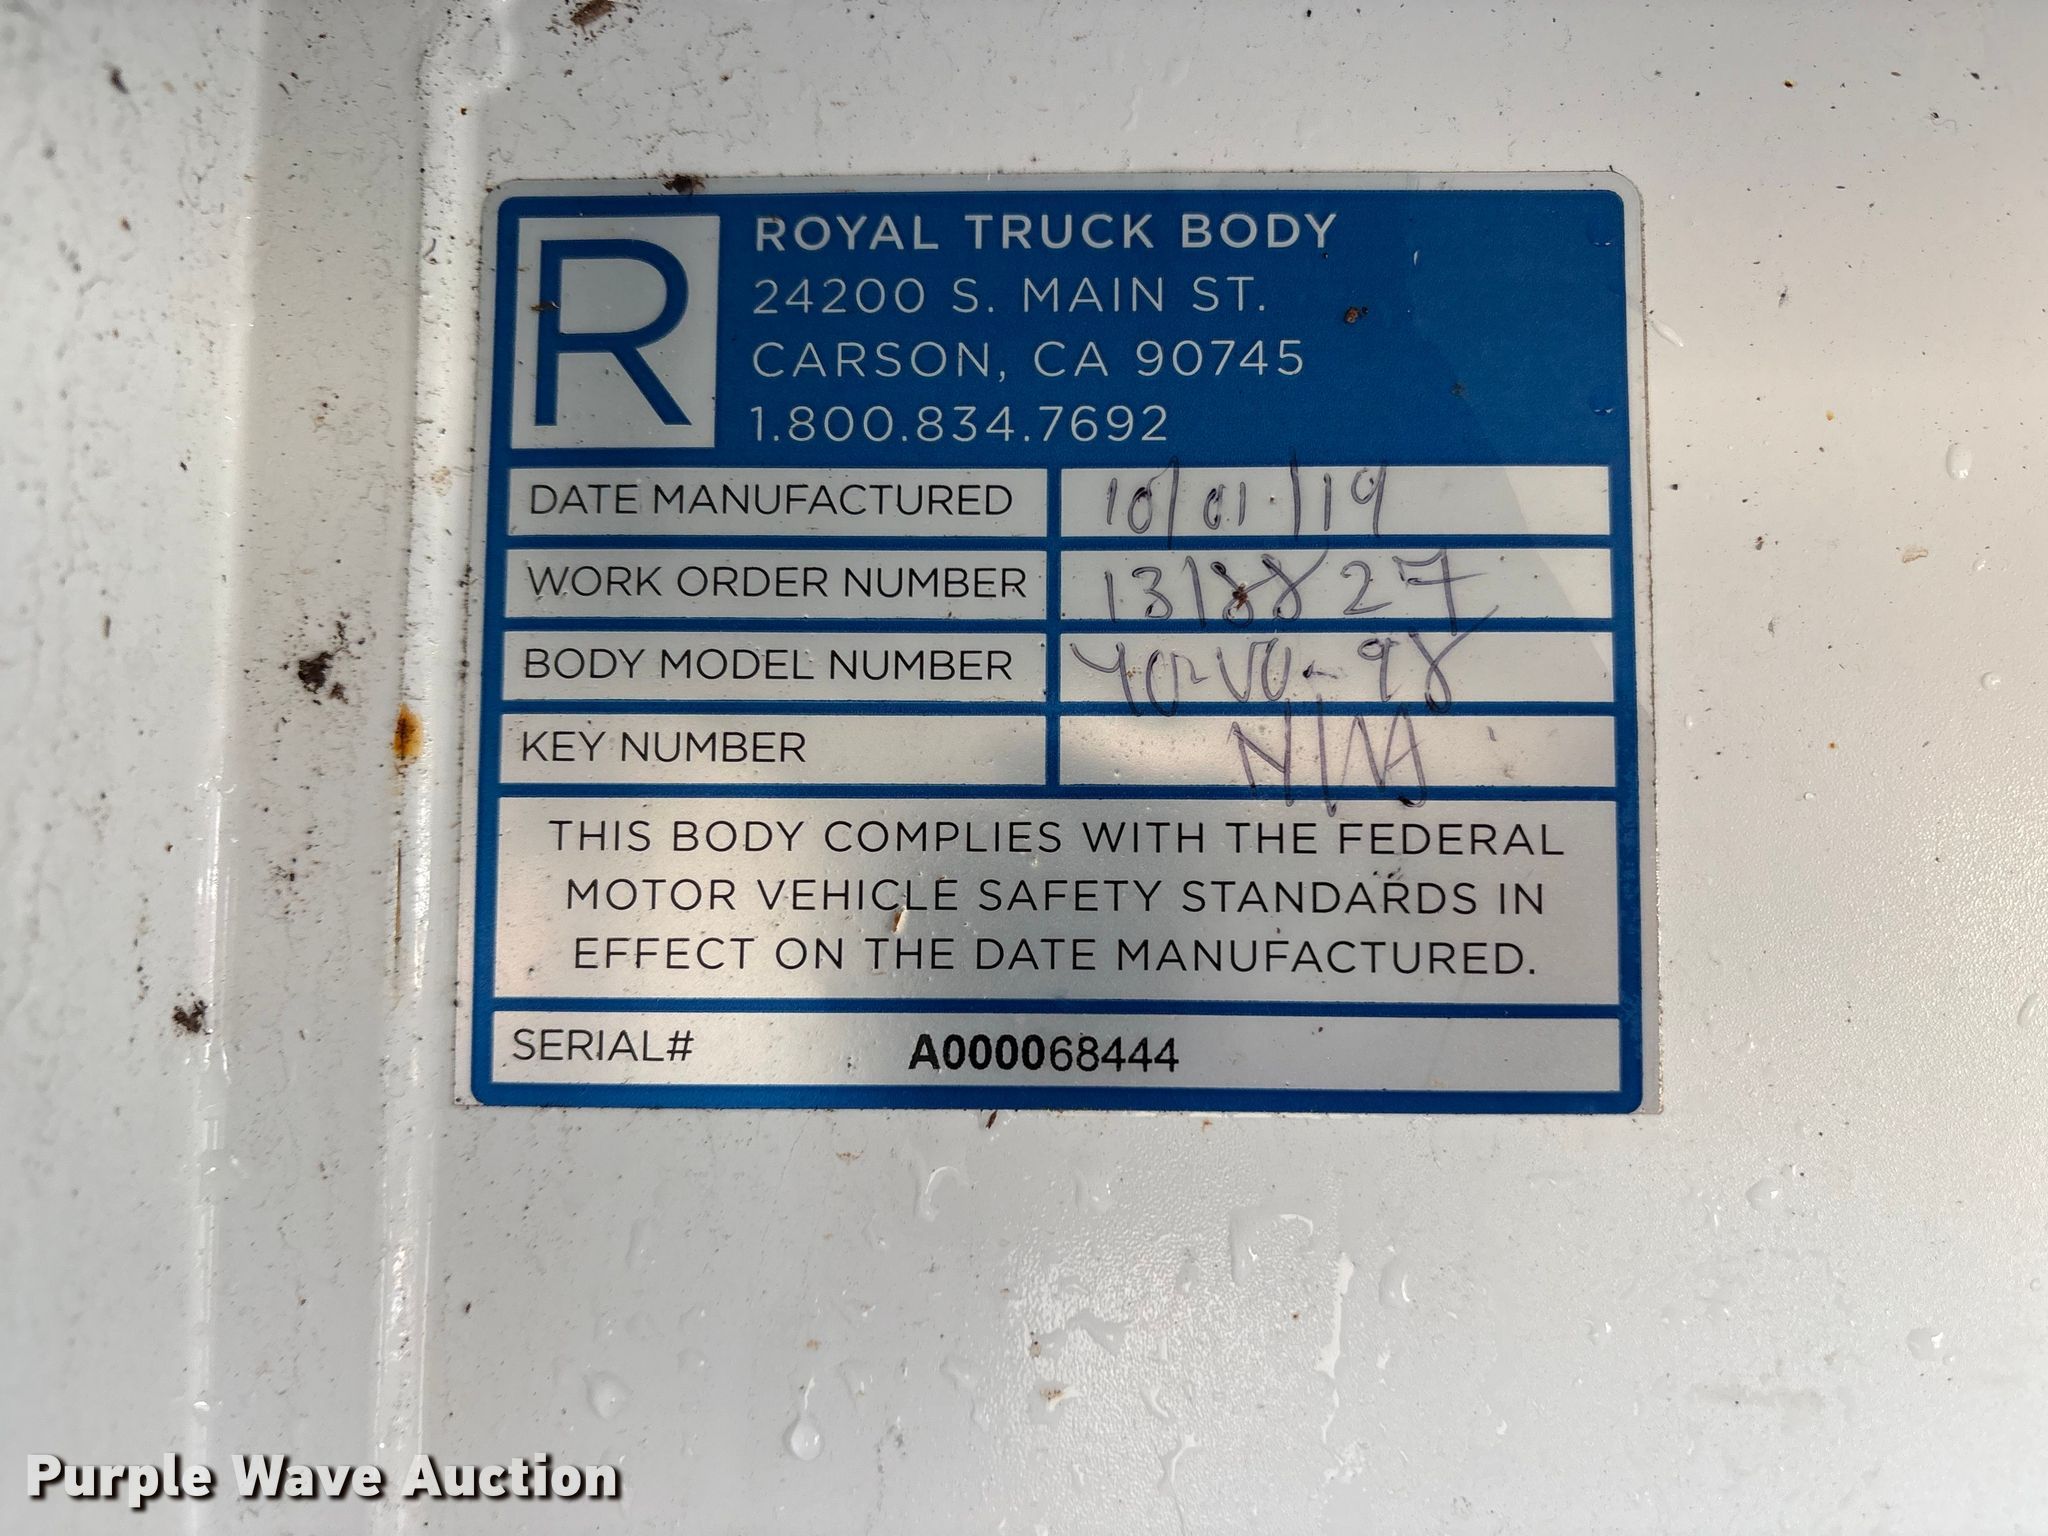 R
ROYAL TRUCK BODY
24200 S. MAIN ST.
CARSON, CA 90745
1.800.834.7692
DATE MANUFACTURED 10/01/19
WORK ORDER NUMBER 1318827
BODY MODEL NUMBER
KEY NUMBER N/A
THIS BODY COMPLIES WITH THE FEDERAL
MOTOR VEHICLE SAFETY STANDARDS IN
EFFECT ON THE DATE MANUFACTURED.
SERIAL# A000068444
Purple Wave Auction